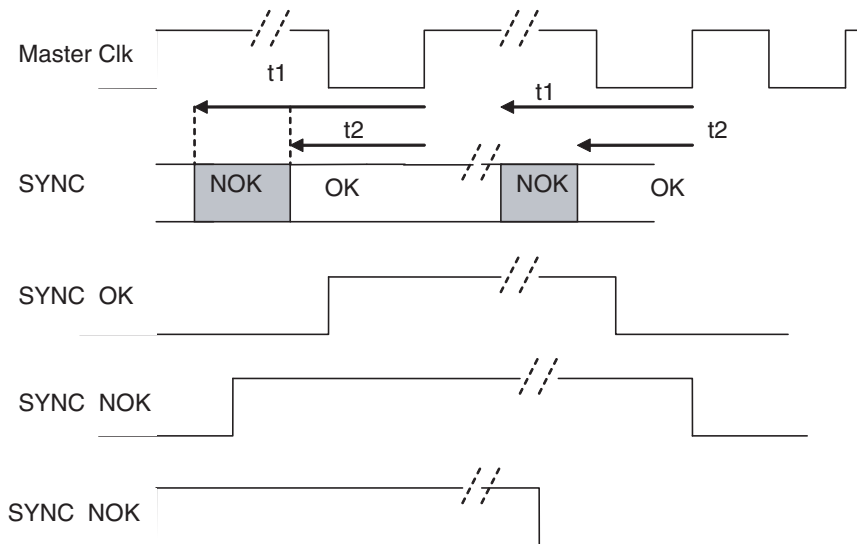 Master Clk
t1
t1
t2
t2
SYNC
NOK
OK
NOK
OK
SYNC OK
SYNC NOK
SYNC NOK